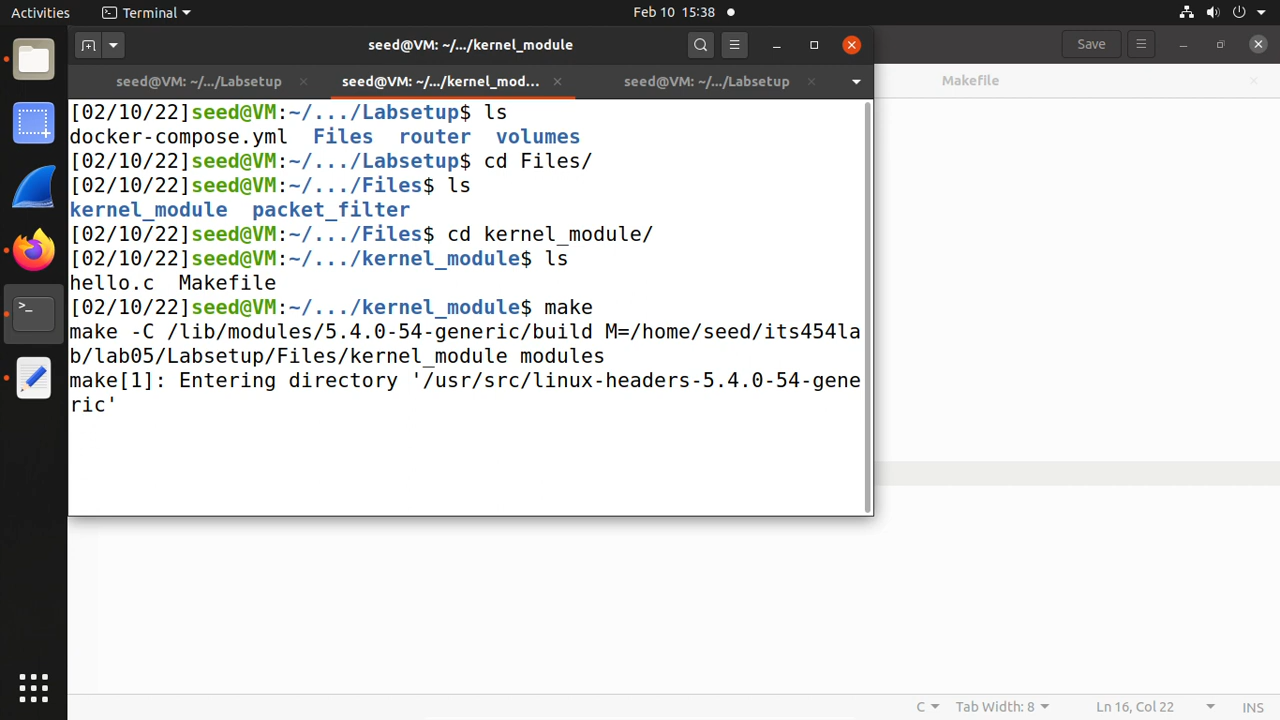 Activities
Terminal
Feb 10 15:38
seed@VM: ~/.../kernel_module
Save
seed@VM: ~/.../Labsetup
seed@VM: ~/.../kernel_mod...
seed@VM: ~/.../Labsetup
Makefile
[02/10/22]seed@VM:~/.../Labsetup$ ls
docker-compose.yml  Files  router  volumes
[02/10/22]seed@VM:~/.../Labsetup$ cd Files/
[02/10/22]seed@VM:~/.../Files$ ls
kernel_module  packet_filter
[02/10/22]seed@VM:~/.../Files$ cd kernel_module/
[02/10/22]seed@VM:~/.../kernel_module$ ls
hello.c  Makefile
[02/10/22]seed@VM:~/.../kernel_module$ make
make -C /lib/modules/5.4.0-54-generic/build M=/home/seed/its454la
b/lab05/Labsetup/Files/kernel_module modules
make[1]: Entering directory '/usr/src/linux-headers-5.4.0-54-gene
ric'
C
Tab Width: 8
Ln 16, Col 22
INS